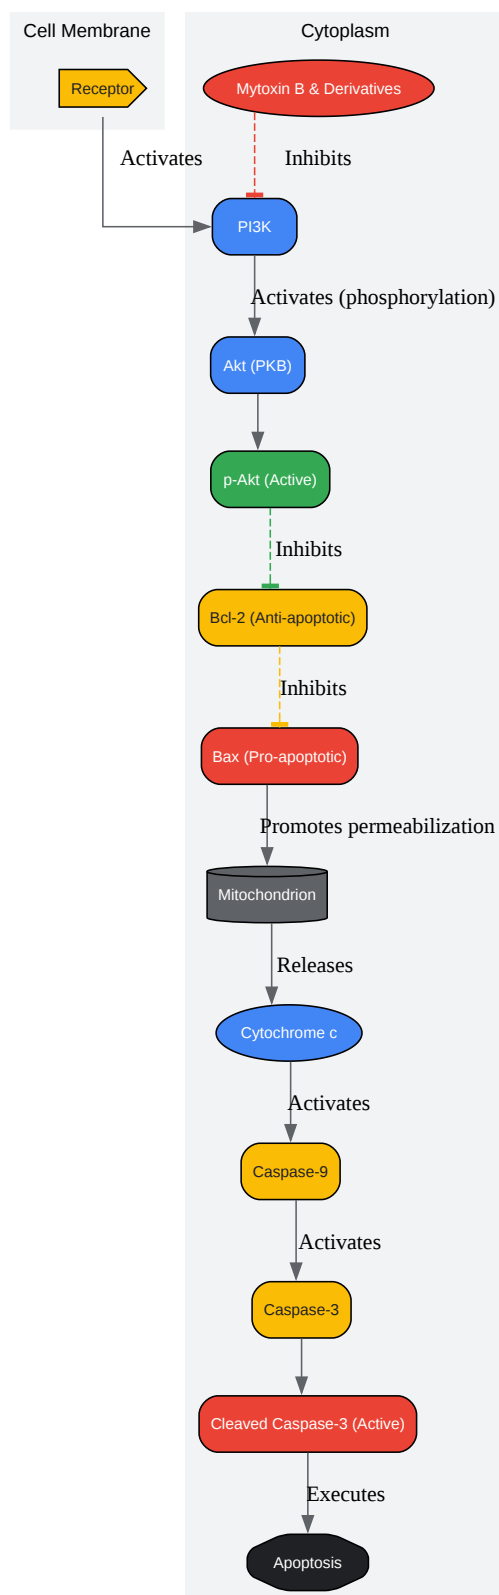 Cell Membrane
Cytoplasm
Receptor
Mytoxin B & Derivatives
Activates
Inhibits
PI3K
Activates (phosphorylation)
Akt (PKB)
p-Akt (Active)
Inhibits
Bcl-2 (Anti-apoptotic)
Inhibits
Bax (Pro-apoptotic)
Promotes permeabilization
Mitochondrion
Releases
Cytochrome c
Activates
Caspase-9
Activates
Caspase-3
Cleaved Caspase-3 (Active)
Executes
Apoptosis